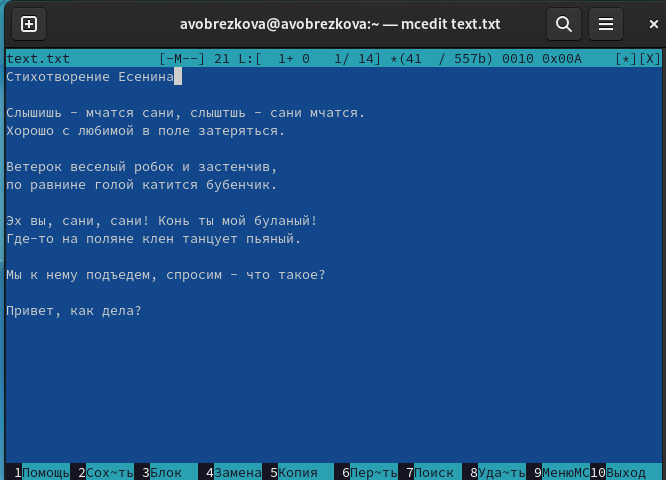 avobrezkova@avobrezkova:~ — mcedit text.txt
text.txt [-M--] 21 L:[ 1+ 0 1/ 14] *(41 / 557b) 0010 0x00A [*][X]
Стихотворение Есенина
Слышишь - мчатся сани, слыштшь - сани мчатся.
Хорошо с любимой в поле затеряться.
Ветерок веселый робок и застенчив,
по равнине голой катится бубенчик.
Эх вы, сани, сани! Конь ты мой буланый!
Где-то на поляне клен танцует пьяный.
Мы к нему подъедем, спросим - что такое?
Привет, как дела?
1Помощь 2Сох~ть 3Блок 4Замена 5Копия 6Пер~ть 7Поиск 8Уда~ть 9МенюMC 10Выход